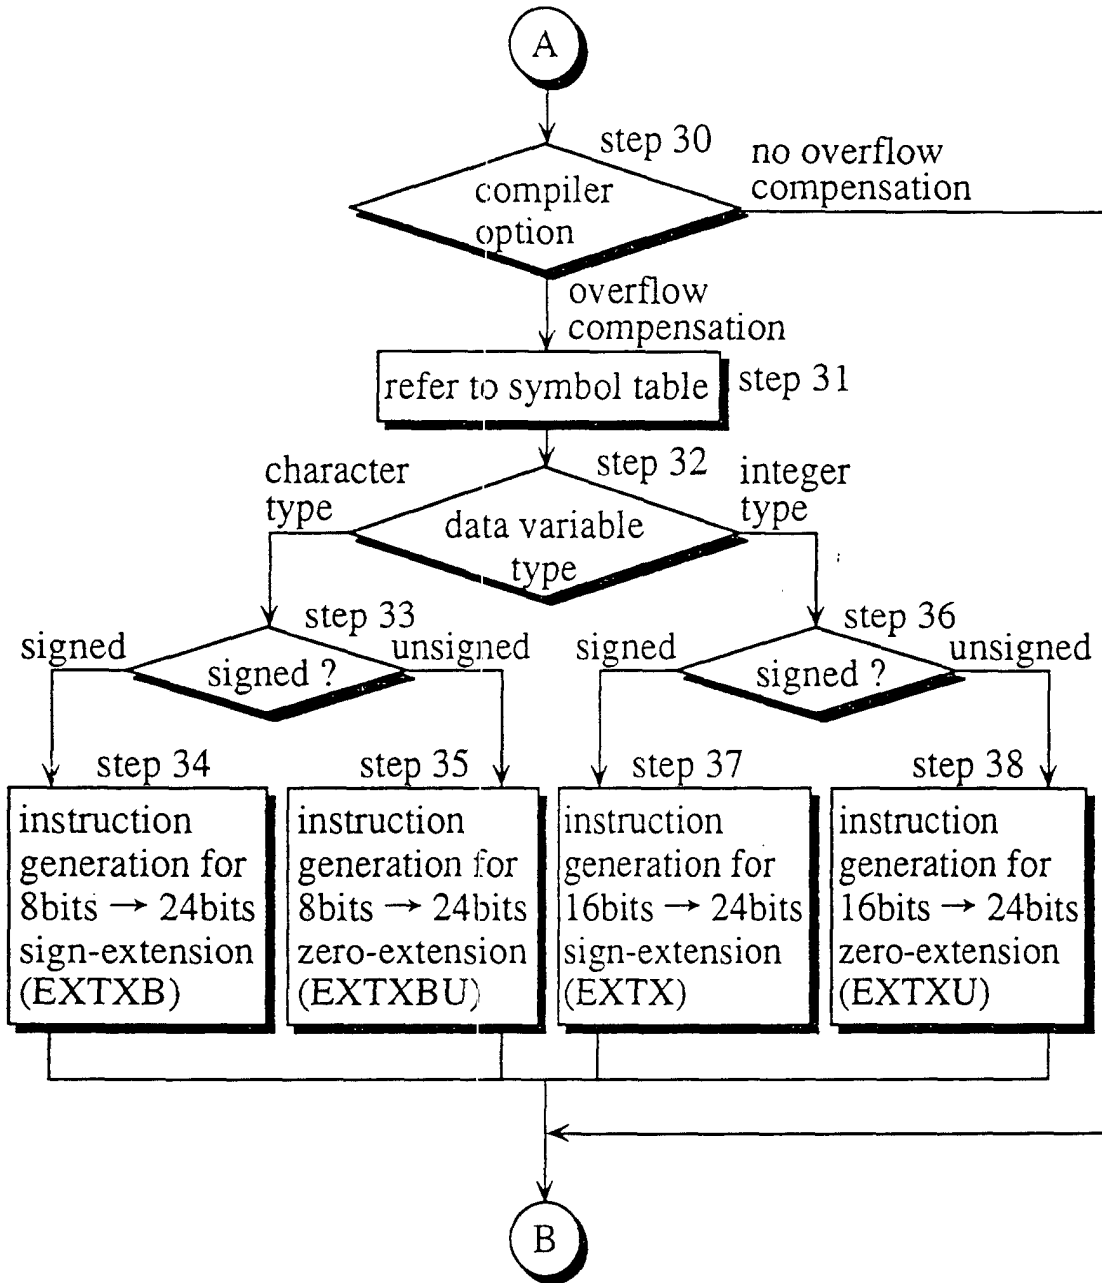 A
step 30
no overflow
compensation
compiler
option
overflow
compensation
refer to symbol table
step 31
step 32
character
type
integer
type
data variable
type
step 33
signed
unsigned
signed ?
step 36
signed
unsigned
signed ?
step 34
instruction
generation for
8bits → 24bits
sign-extension
(EXTXB)
step 35
instruction
generation for
8bits → 24bits
zero-extension
(EXTXBU)
step 37
instruction
generation for
16bits → 24bits
sign-extension
(EXTX)
step 38
instruction
generation for
16bits → 24bits
zero-extension
(EXTXU)
B